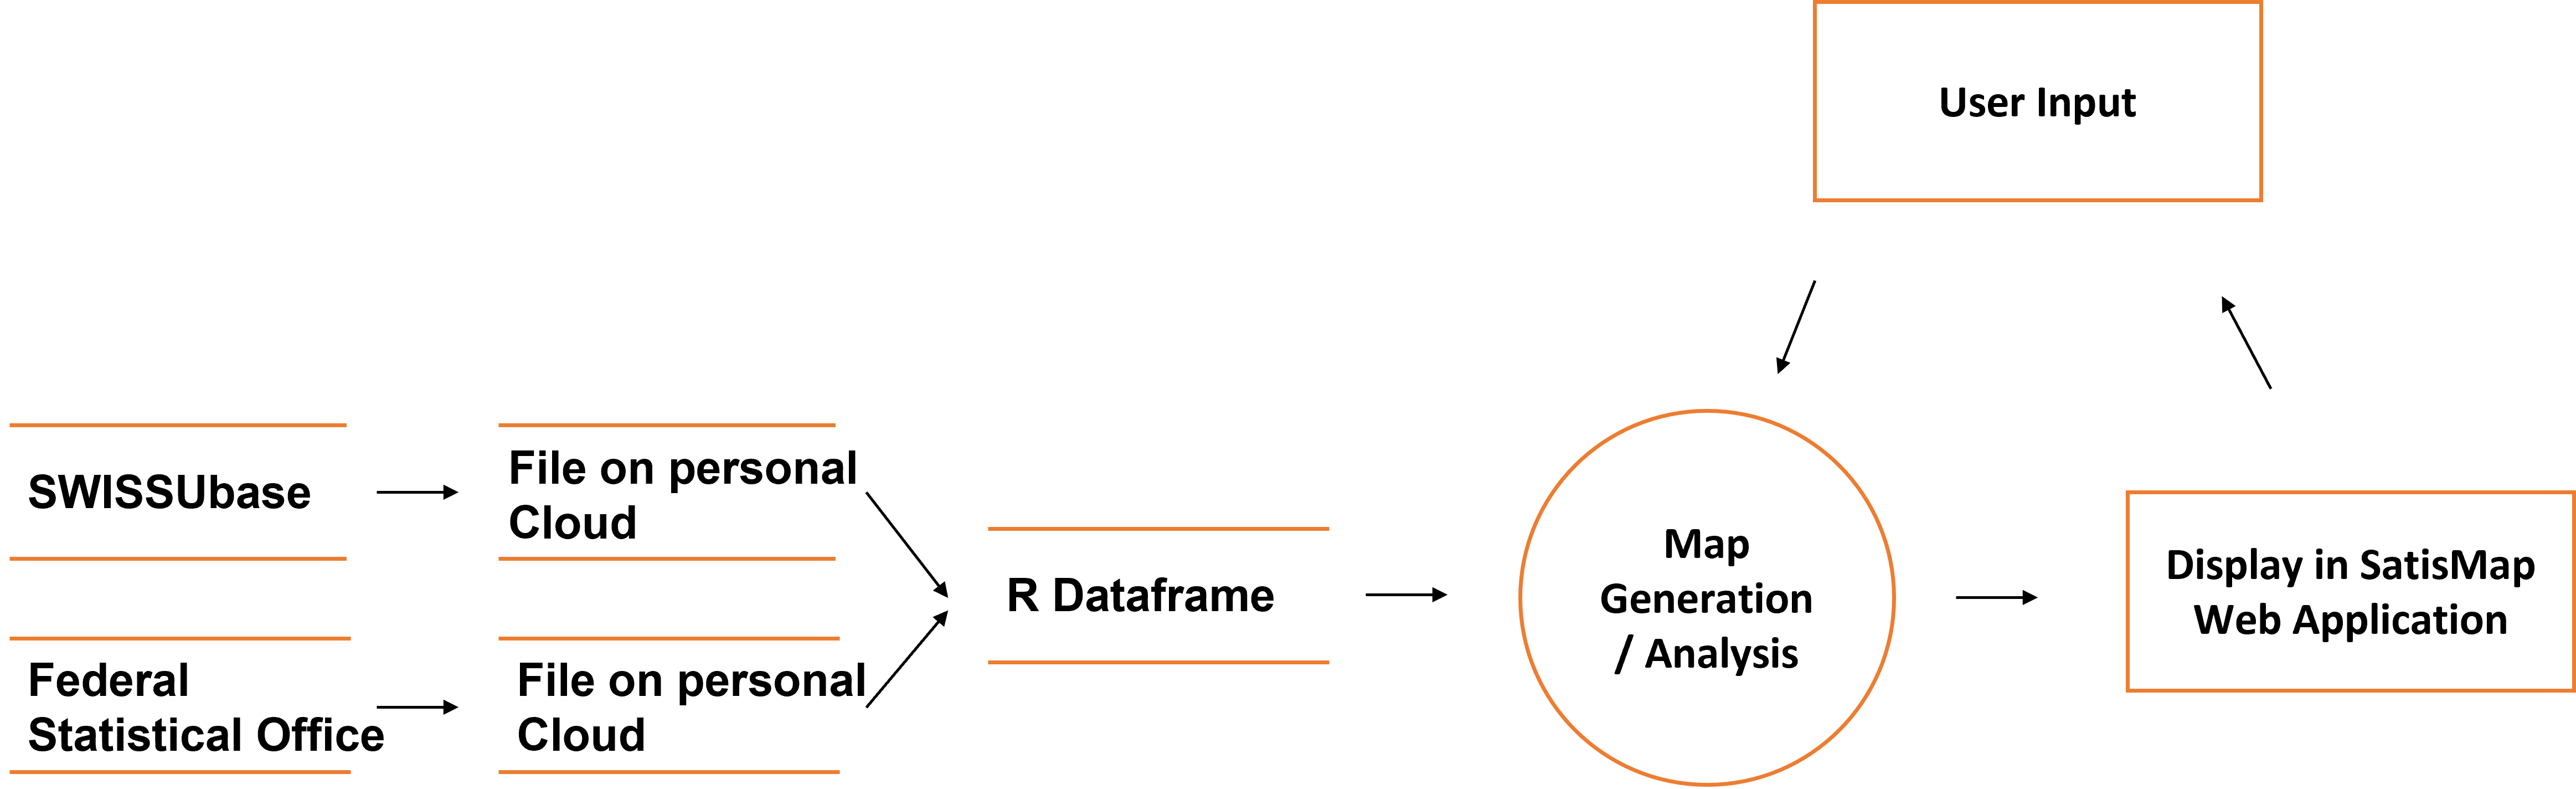 User Input
SWISSUbase
File on personal
Cloud
Federal
Statistical Office
File on personal
Cloud
R Dataframe
Map
Generation
/ Analysis
Display in SatisMap
Web Application